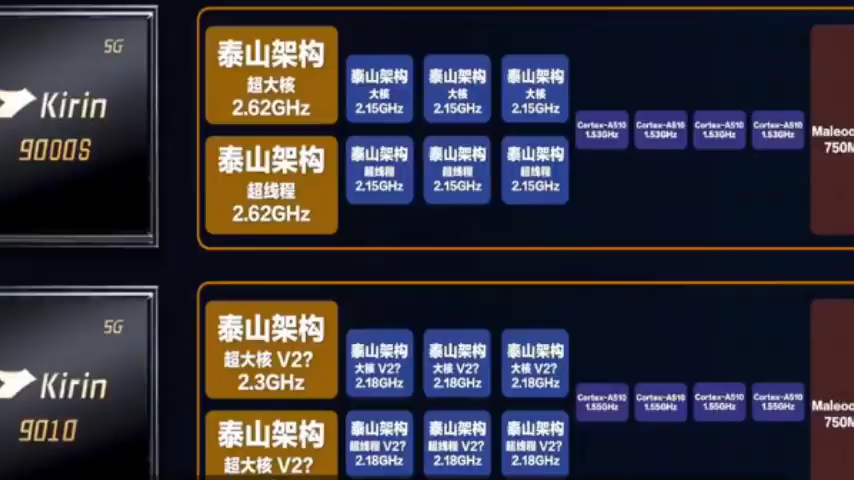 5G
Kirin
9000S
泰山架构
超大核
2.62GHz
泰山架构
大核
2.15GHz
泰山架构
大核
2.15GHz
泰山架构
大核
2.15GHz
泰山架构
超线程
2.62GHz
泰山架构
超线程
2.15GHz
泰山架构
超线程
2.15GHz
泰山架构
超线程
2.15GHz
Cortex-A510
1.53GHz
Cortex-A510
1.53GHz
Cortex-A510
1.53GHz
Cortex-A510
1.53GHz
Maleoo
750M
5G
Kirin
9010
泰山架构
超大核 V2?
2.3GHz
泰山架构
大核 V2?
2.18GHz
泰山架构
大核 V2?
2.18GHz
泰山架构
大核 V2?
2.18GHz
泰山架构
超大核 V2?
泰山架构
超线程 V2?
2.18GHz
泰山架构
超线程 V2?
2.18GHz
泰山架构
超线程 V2?
2.18GHz
Cortex-A510
1.55GHz
Cortex-A510
1.55GHz
Cortex-A510
1.55GHz
Cortex-A510
1.55GHz
Maleoo
750M